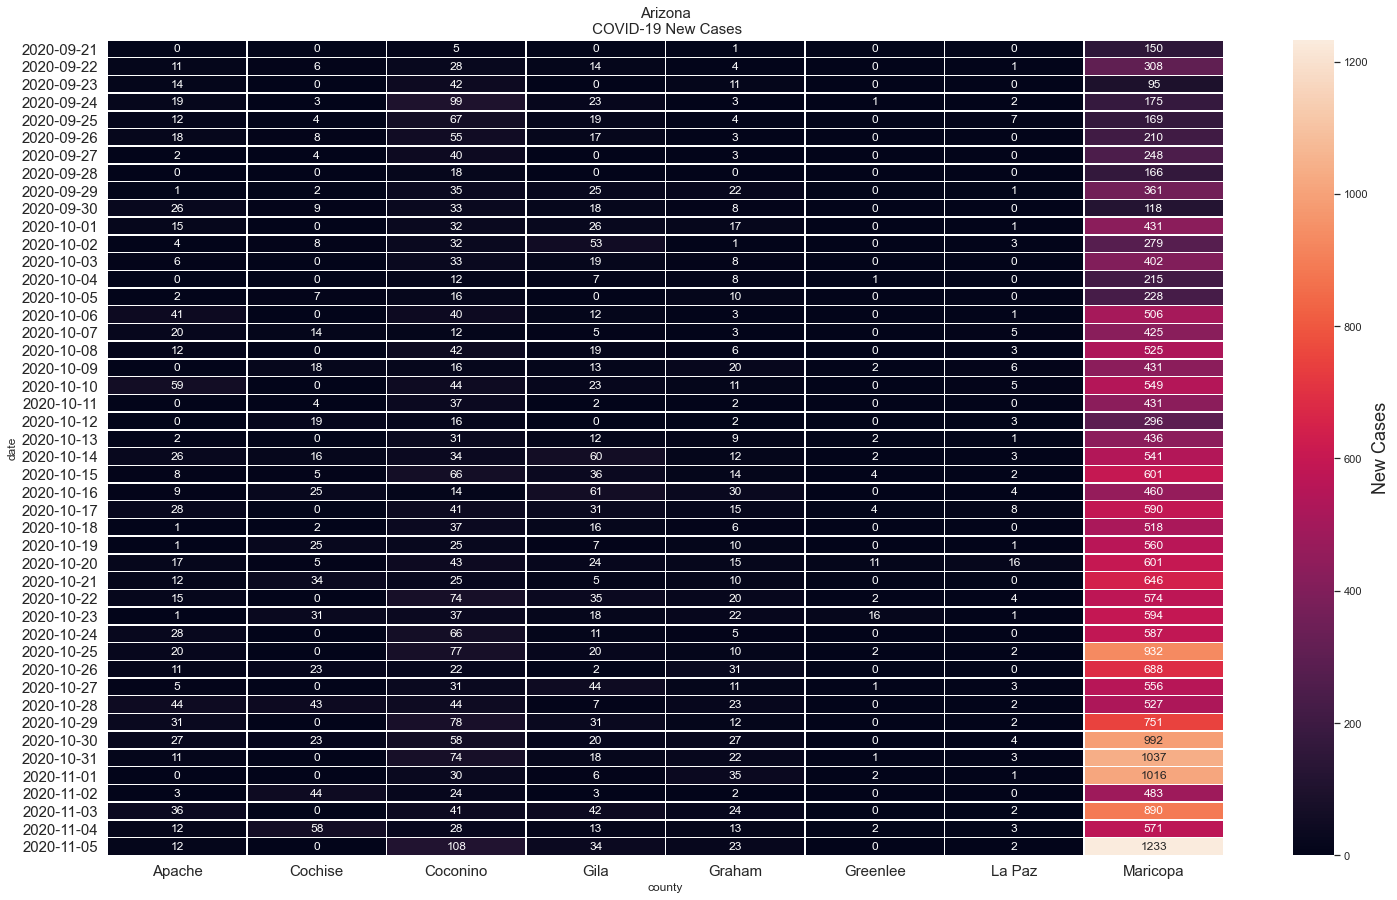 Arizona
COVID-19 New Cases
2020-09-21 0 0 5 0 1 0 0 150
2020-09-22 11 6 28 14 4 0 1 308
2020-09-23 14 0 42 0 11 0 0 95
2020-09-24 19 3 99 23 3 1 2 175
2020-09-25 12 4 67 19 4 0 7 169
2020-09-26 18 8 55 17 3 0 0 210
2020-09-27 2 4 40 0 3 0 0 248
2020-09-28 0 0 18 0 0 0 0 166
2020-09-29 1 2 35 25 22 0 1 361
2020-09-30 26 9 33 18 8 0 0 118
2020-10-01 15 0 32 26 17 0 1 431
2020-10-02 4 8 32 53 1 0 3 279
2020-10-03 6 0 33 19 8 0 0 402
2020-10-04 0 0 12 7 8 1 0 215
2020-10-05 2 7 16 0 10 0 0 228
2020-10-06 41 0 40 12 3 0 1 506
2020-10-07 20 14 12 5 3 0 5 425
2020-10-08 12 0 42 19 6 0 3 525
2020-10-09 0 18 16 13 20 2 6 431
2020-10-10 59 0 44 23 11 0 5 549
2020-10-11 0 4 37 2 2 0 0 431
2020-10-12 0 19 16 0 2 0 3 296
2020-10-13 2 0 31 12 9 2 1 436
2020-10-14 26 16 34 60 12 2 3 541
2020-10-15 8 5 66 36 14 4 2 601
2020-10-16 9 25 14 61 30 0 4 460
2020-10-17 28 0 41 31 15 4 8 590
2020-10-18 1 2 37 16 6 0 0 518
2020-10-19 1 25 25 7 10 0 1 560
2020-10-20 17 5 43 24 15 11 16 601
2020-10-21 12 34 25 5 10 0 0 646
2020-10-22 15 0 74 35 20 2 4 574
2020-10-23 1 31 37 18 22 16 1 594
2020-10-24 28 0 66 11 5 0 0 587
2020-10-25 20 0 77 20 10 2 2 932
2020-10-26 11 23 22 2 31 0 0 688
2020-10-27 5 0 31 44 11 1 3 556
2020-10-28 44 43 44 7 23 0 2 527
2020-10-29 31 0 78 31 12 0 2 751
2020-10-30 27 23 58 20 27 0 4 992
2020-10-31 11 0 74 18 22 1 3 1037
2020-11-01 0 0 30 6 35 2 1 1016
2020-11-02 3 44 24 3 2 0 0 483
2020-11-03 36 0 41 42 24 0 2 890
2020-11-04 12 58 28 13 13 2 3 571
2020-11-05 12 0 108 34 23 0 2 1233
Apache Cochise Coconino Gila Graham Greenlee La Paz Maricopa
county
date
1200
1000
800
600
400
200
0
New Cases